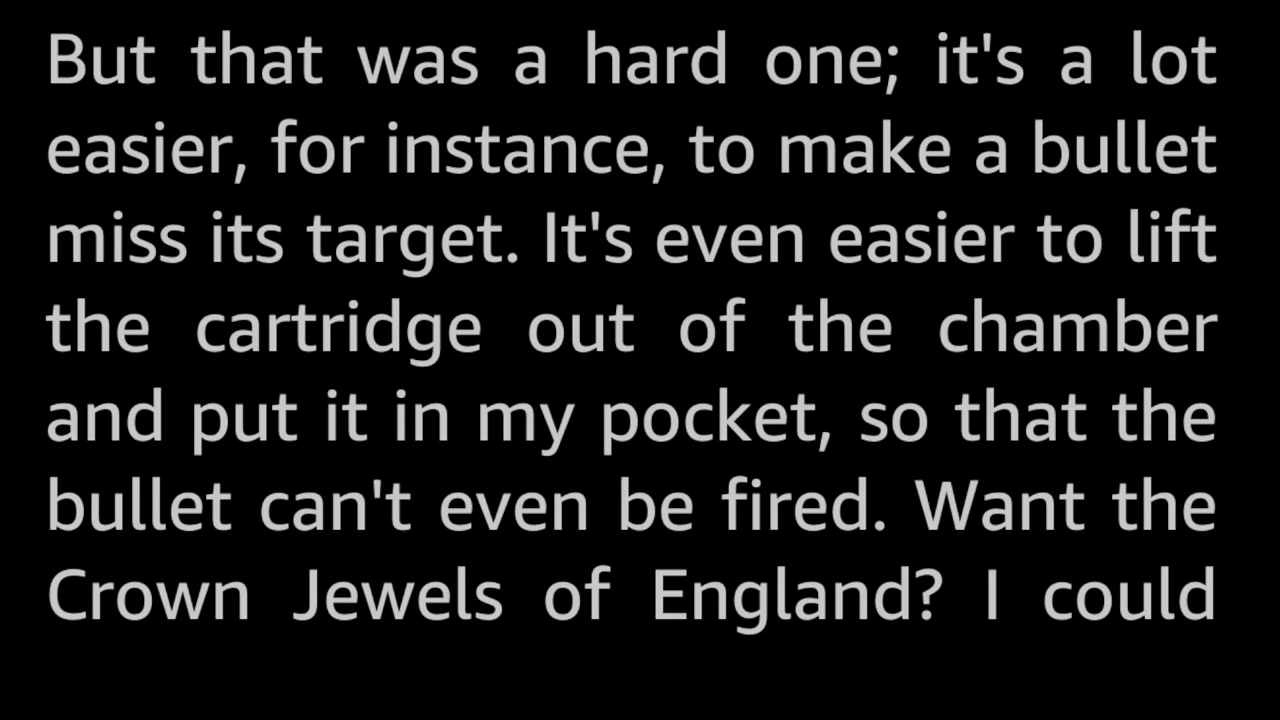 But that was a hard one; it's a lot
easier, for instance, to make a bullet
miss its target. It's even easier to lift
the cartridge out of the chamber
and put it in my pocket, so that the
bullet can't even be fired. Want the
Crown Jewels of England? I could